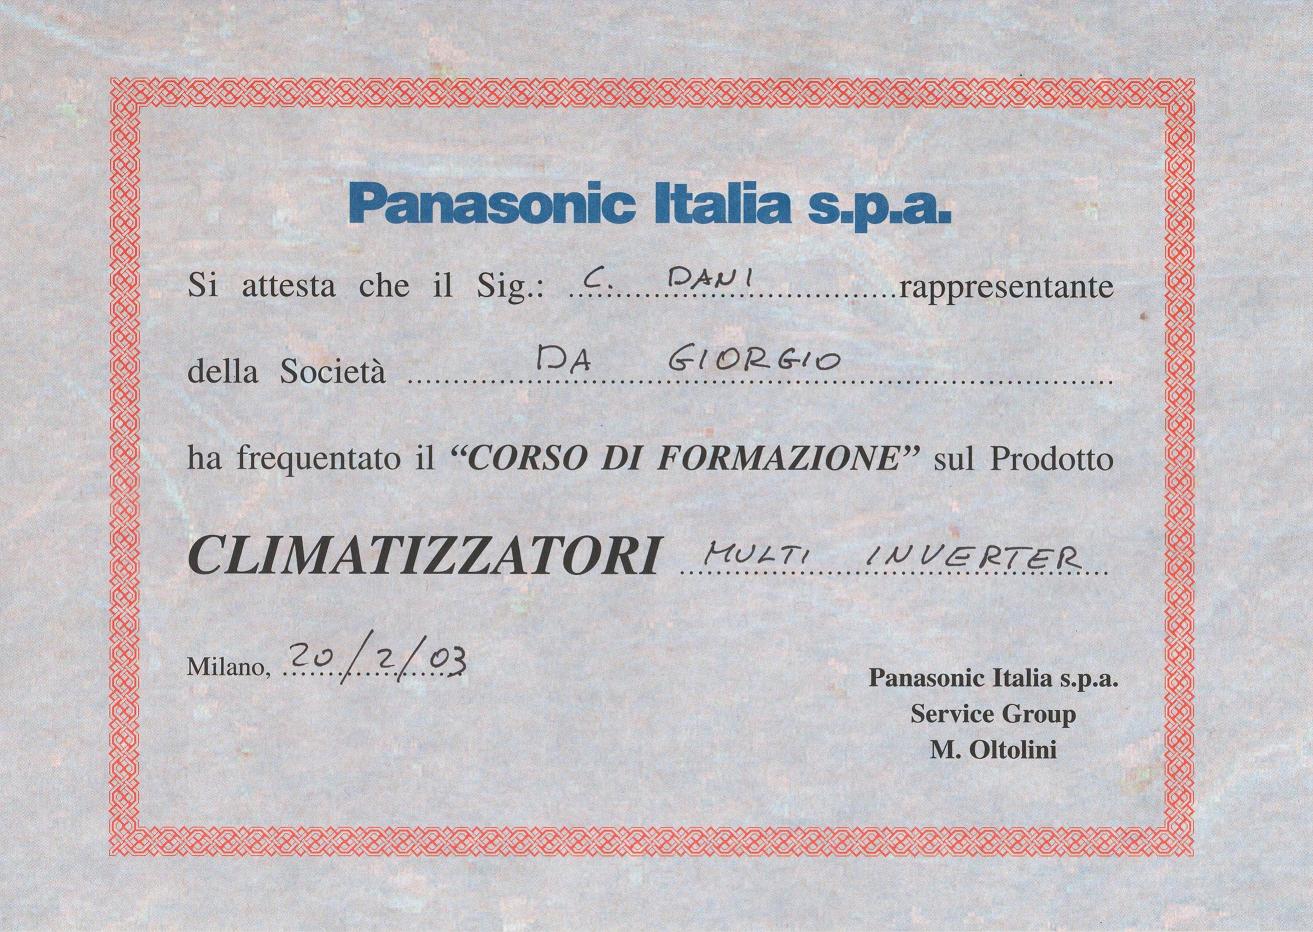 Panasonic Italia s.p.a.
Si attesta che il Sig.: C. DANI rappresentante
della Società DA GIORGIO
ha frequentato il “CORSO DI FORMAZIONE” sul Prodotto
CLIMATIZZATORI MULTI INVERTER
Milano, 20/2/03
Panasonic Italia s.p.a.
Service Group
M. Oltolini